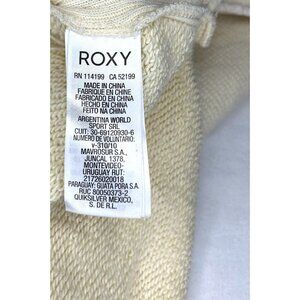 ROXY
RN 114199 CA 52199
MADE IN CHINA
FABRIQUE EN CHINE
FABRICADO EN CHINA
HECHO EN CHINA
FEITO NA CHINA
ARGENTINA WORLD
SPORT SRL
CUIT: 30-69120930-6
NUMERO DE VOLUNTARIO:
v-310/10
MAVROSUR S.A.,
JUNCAL 1378,
MONTEVIDEO-
URUGUAY RUT:
21726020018
PARAGUAY: GUATA PORA S.A.
RUC 80050373-2
QUIKSILVER MEXICO,
S. DE R.L.